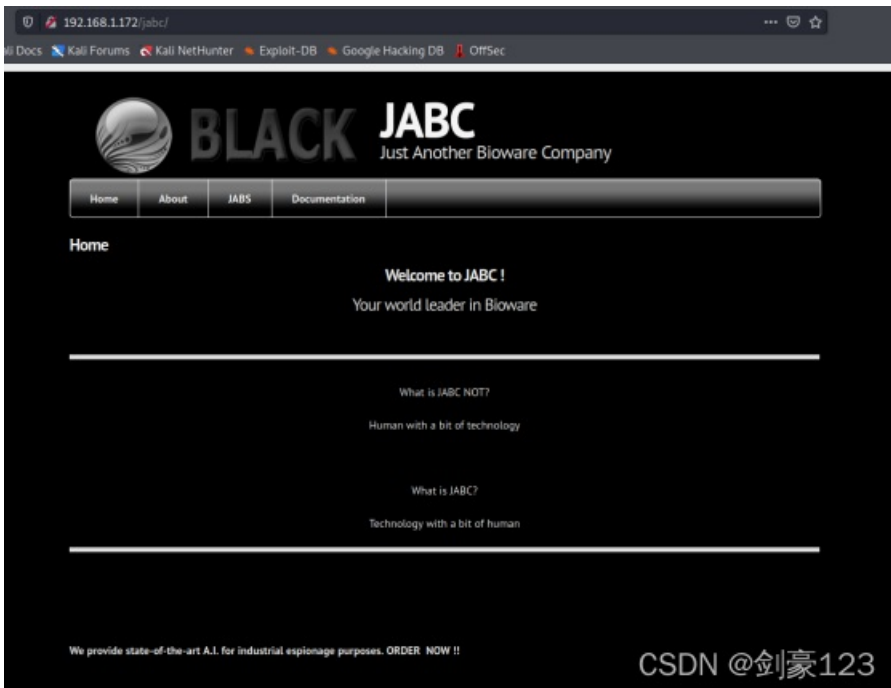 192.168.1.172/jabc/
Docs Kali Forums Kali NetHunter Exploit-DB Google Hacking DB OffSec
BLACK JABC
Just Another Bioware Company
Home About JABS Documentation
Home
Welcome to JABC !
Your world leader in Bioware
What is JABC NOT?
Human with a bit of technology
What is JABC?
Technology with a bit of human
We provide state-of-the-art A.I. for industrial espionage purposes. ORDER NOW !!
CSDN @剑豪123